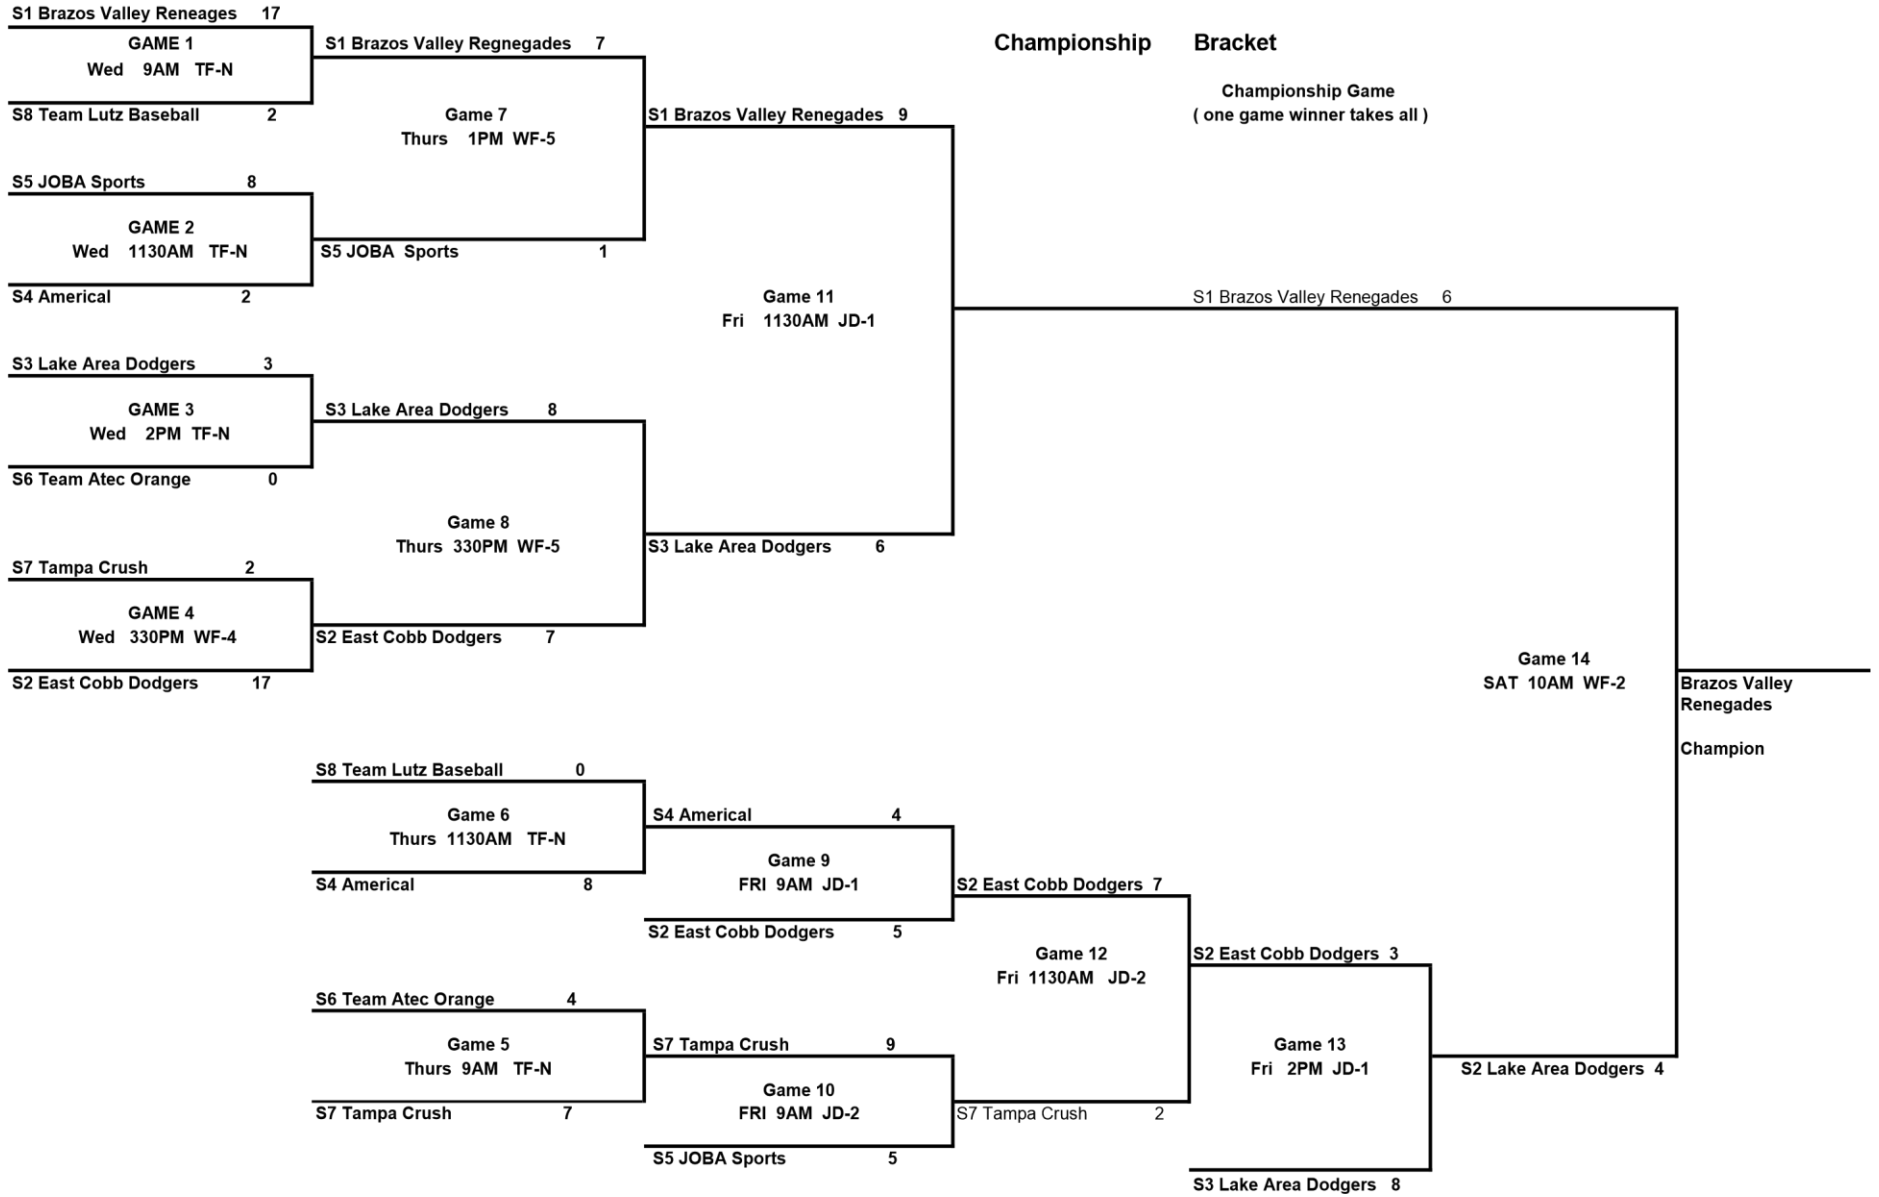 S1 Brazos Valley Reneages 17
GAME 1
Wed 9AM TF-N
S8 Team Lutz Baseball 2
S5 JOBA Sports 8
GAME 2
Wed 1130AM TF-N
S4 Americal 2
S3 Lake Area Dodgers 3
GAME 3
Wed 2PM TF-N
S6 Team Atec Orange 0
S7 Tampa Crush 2
GAME 4
Wed 330PM WF-4
S2 East Cobb Dodgers 17
S1 Brazos Valley Regnegades 7
Game 7
Thurs 1PM WF-5
S5 JOBA Sports 1
S3 Lake Area Dodgers 8
Game 8
Thurs 330PM WF-5
S2 East Cobb Dodgers 7
S1 Brazos Valley Renegades 9
Game 11
Fri 1130AM JD-1
S3 Lake Area Dodgers 6
Championship Bracket
Championship Game
( one game winner takes all )
S1 Brazos Valley Renegades 6
Game 14
SAT 10AM WF-2
Brazos Valley
Renegades
Champion
S8 Team Lutz Baseball 0
Game 6
Thurs 1130AM TF-N
S4 Americal 8
S6 Team Atec Orange 4
Game 5
Thurs 9AM TF-N
S7 Tampa Crush 7
S4 Americal 4
Game 9
FRI 9AM JD-1
S2 East Cobb Dodgers 5
S7 Tampa Crush 9
Game 10
FRI 9AM JD-2
S5 JOBA Sports 5
S2 East Cobb Dodgers 7
Game 12
Fri 1130AM JD-2
S7 Tampa Crush 2
S2 East Cobb Dodgers 3
Game 13
Fri 2PM JD-1
S3 Lake Area Dodgers 8
S2 Lake Area Dodgers 4